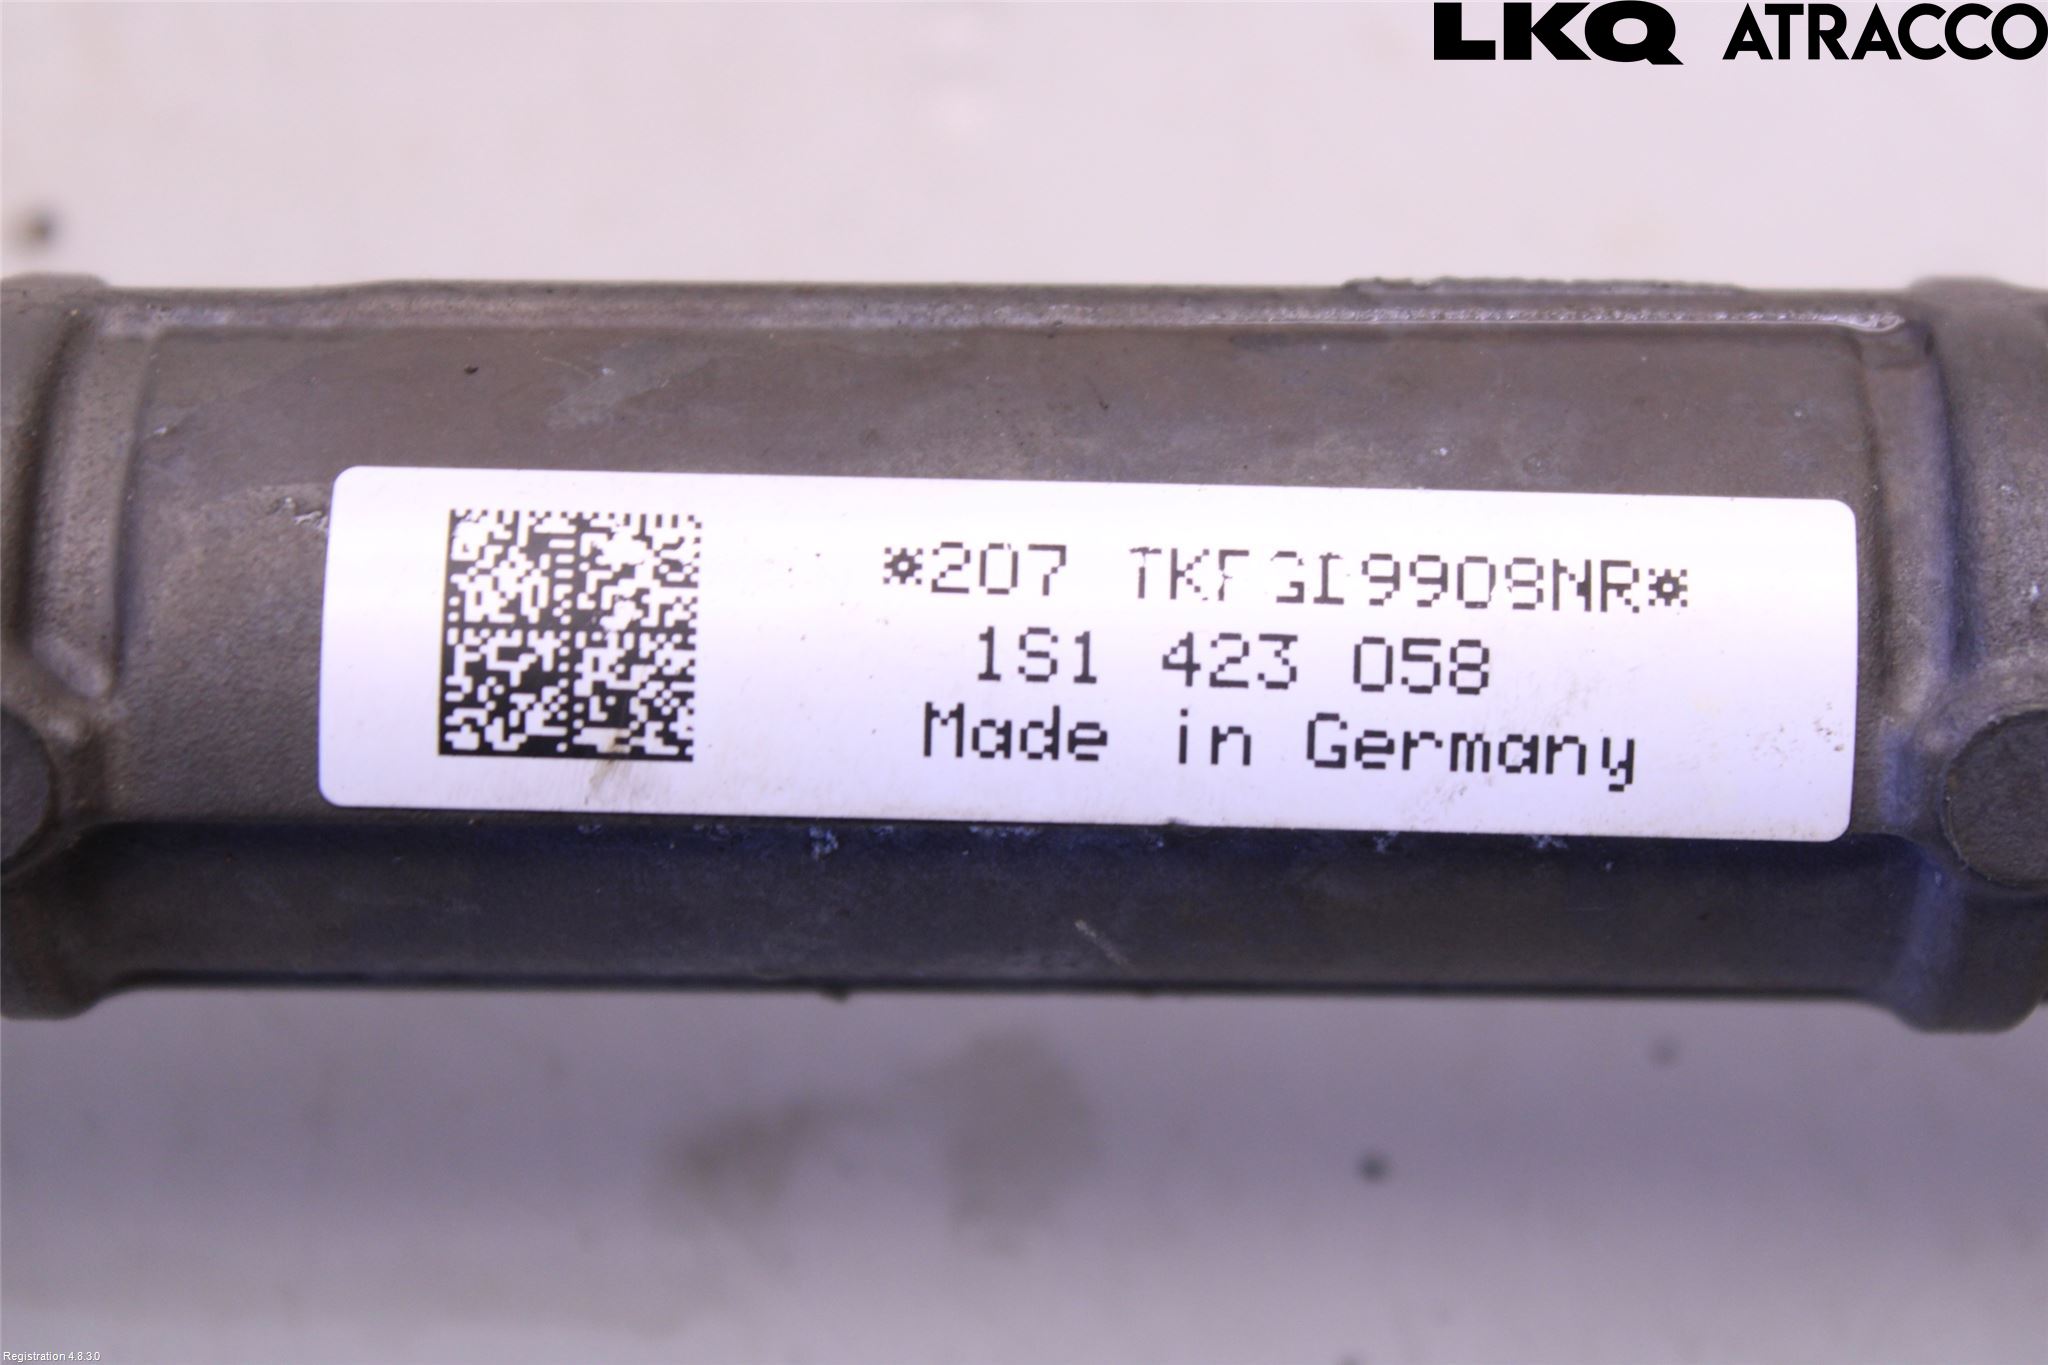 LKQ ATRACCO
*207 TKFGI9909NR*
1S1 423 058
Made in Germany
Registration 4.8.3.0